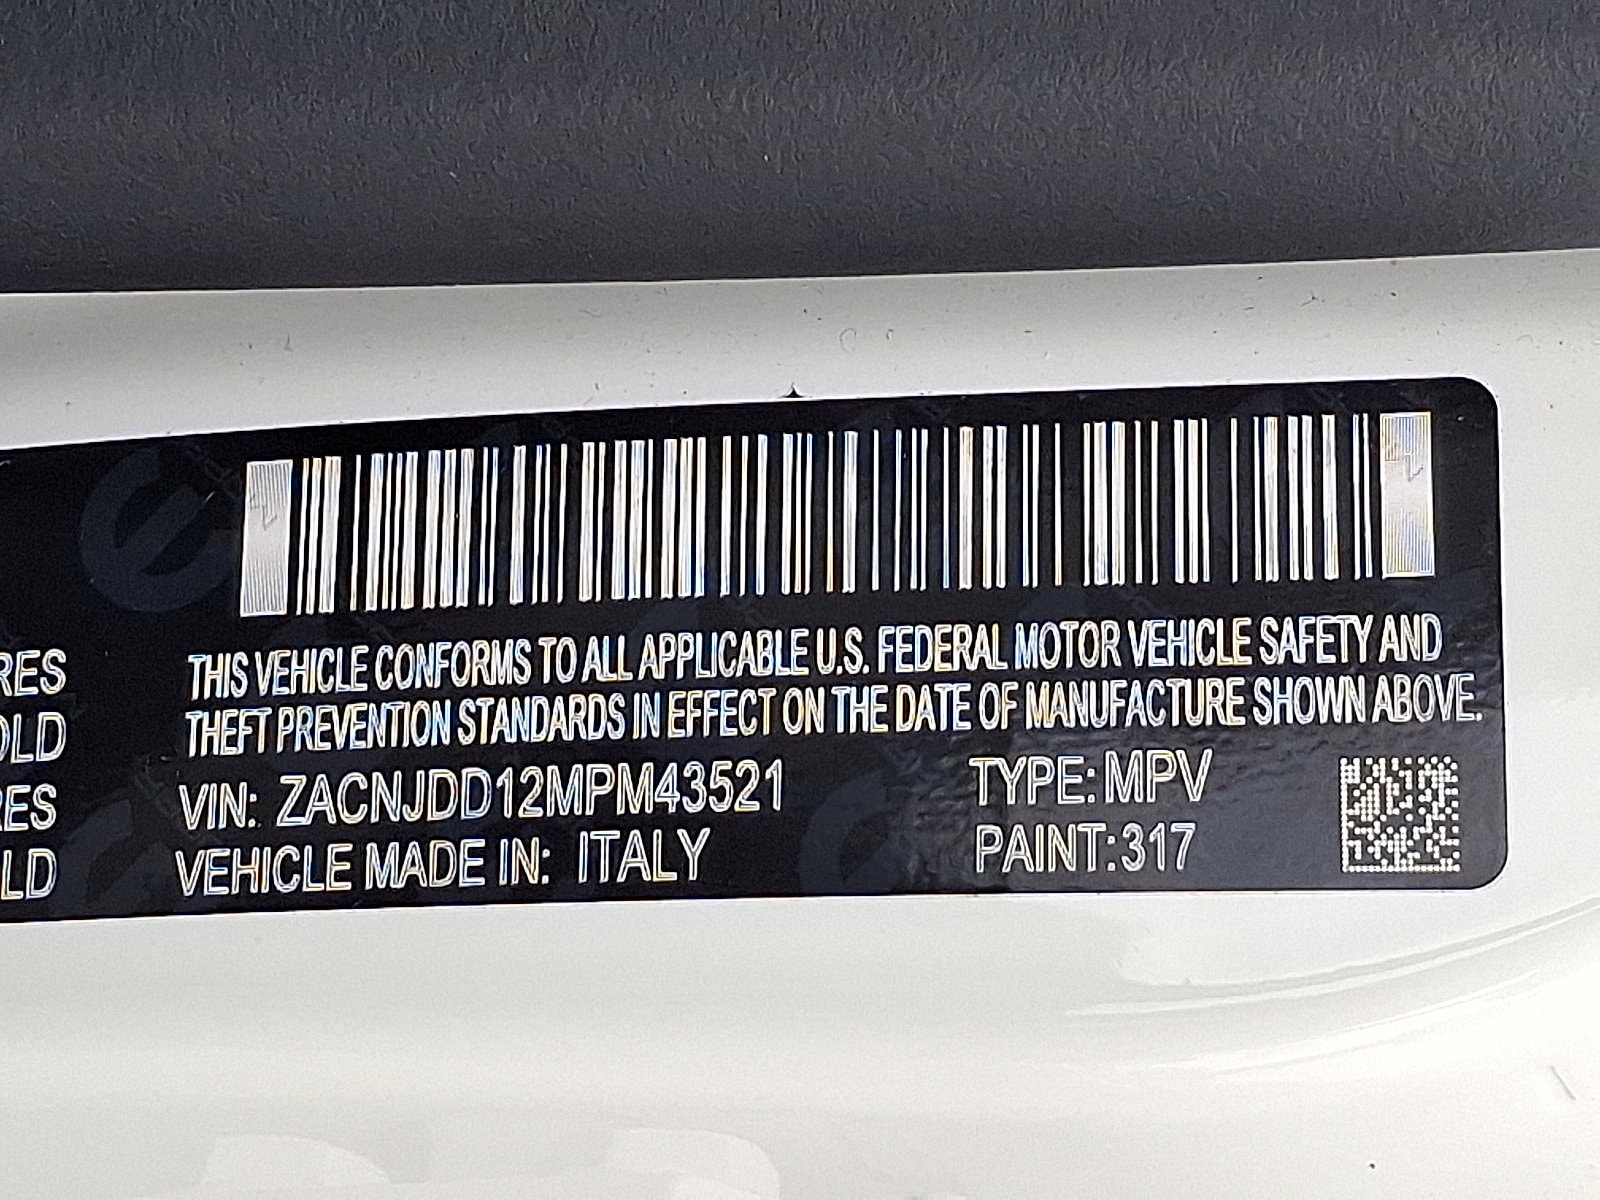 RES
OLD
RES
LD
THIS VEHICLE CONFORMS TO ALL APPLICABLE U.S. FEDERAL MOTOR VEHICLE SAFETY AND
THEFT PREVENTION STANDARDS IN EFFECT ON THE DATE OF MANUFACTURE SHOWN ABOVE.
VIN: ZACNJDD12MPM43521
TYPE: MPV
VEHICLE MADE IN: ITALY
PAINT:317